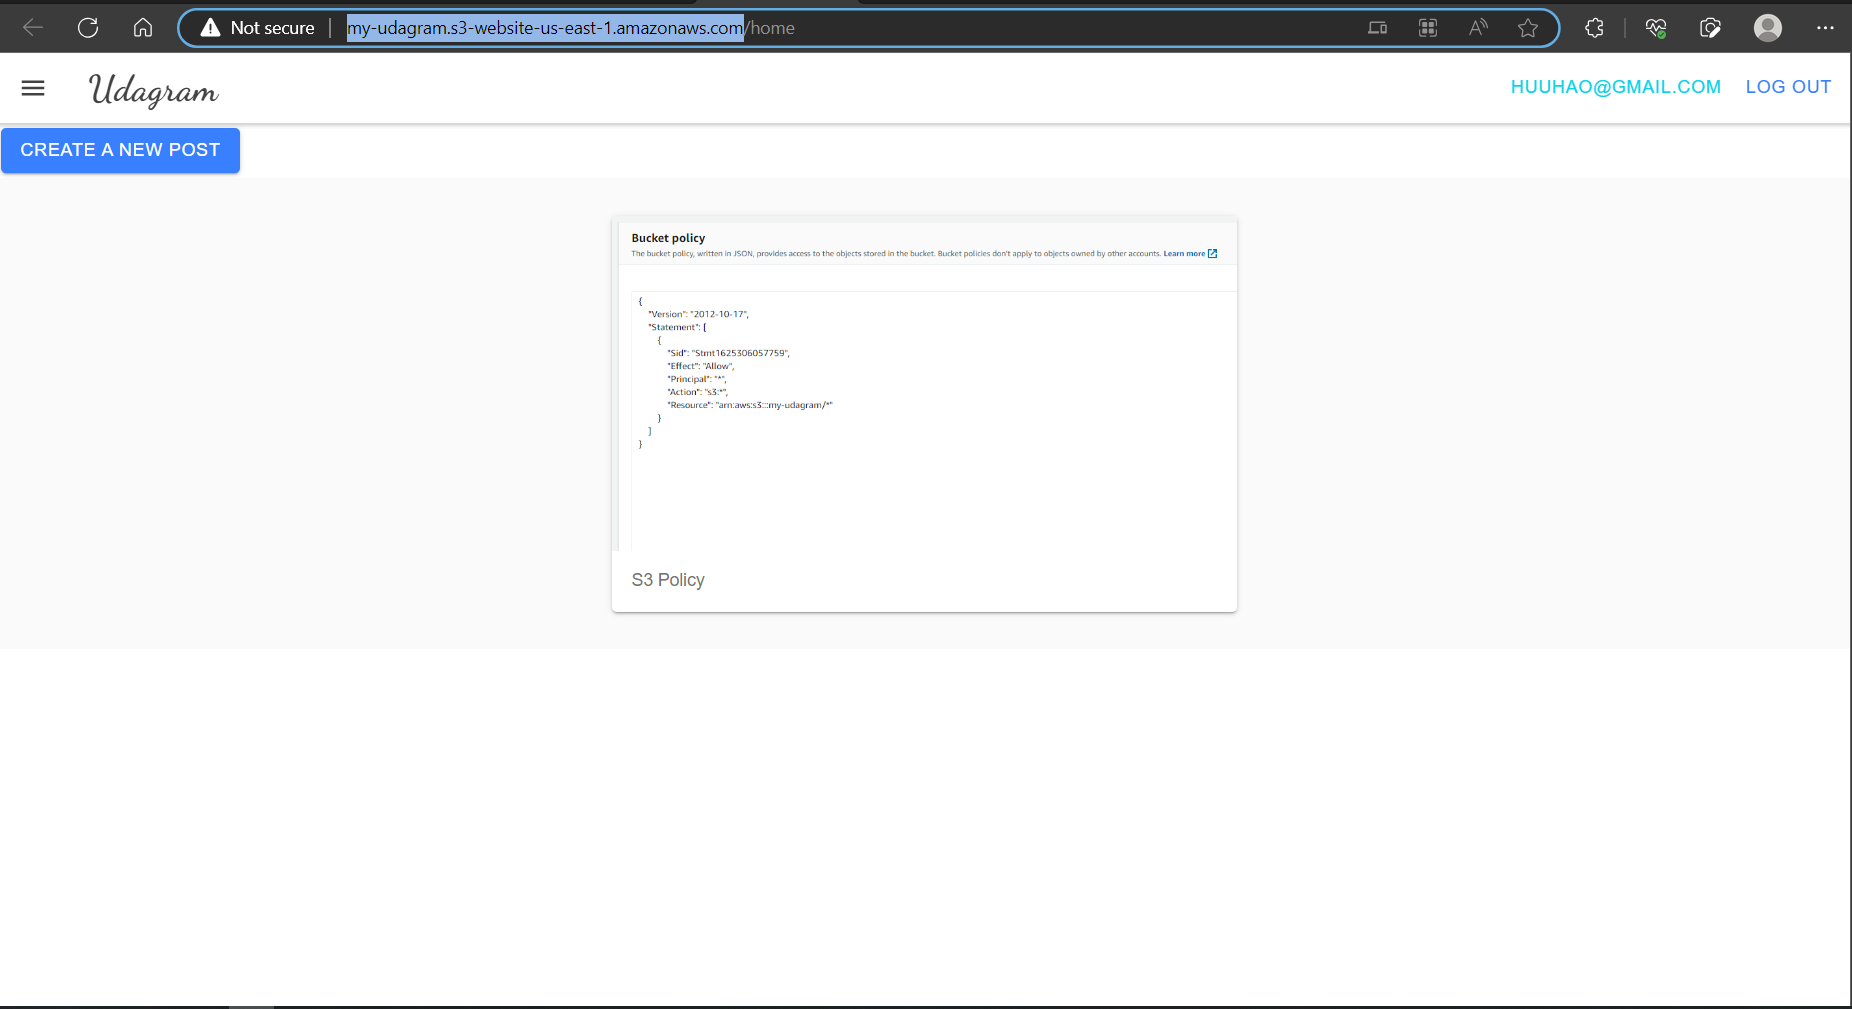 Not secure | my-udagram.s3-website-us-east-1.amazonaws.com/home
Udagram
HUUHAO@GMAIL.COM LOG OUT
CREATE A NEW POST
Bucket policy
The bucket policy, written in JSON, provides access to the objects stored in the bucket. Bucket policies don't apply to objects owned by other accounts. Learn more
{
"Version": "2012-10-17",
"Statement": [
{
"Sid": "Stmt1625306057759",
"Effect": "Allow",
"Principal": "*",
"Action": "s3:*",
"Resource": "arn:aws:s3:::my-udagram/*"
}
]
}
S3 Policy